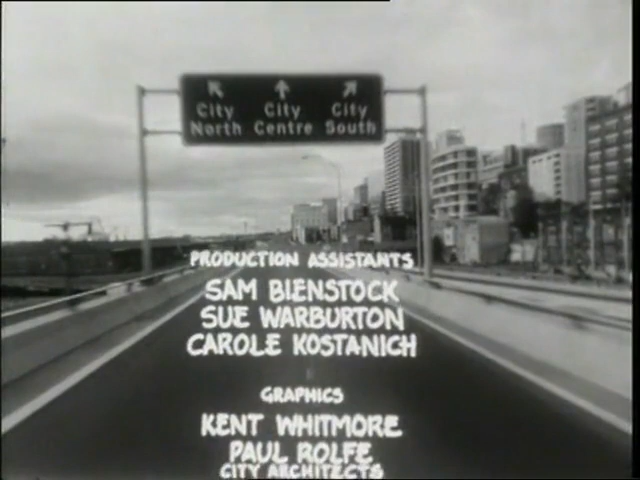 City City City
North Centre South
PRODUCTION ASSISTANTS
SAM BIENSTOCK
SUE WARBURTON
CAROLE KOSTANICH
GRAPHICS
KENT WHITMORE
PAUL ROLFE
CITY ARCHITECTS